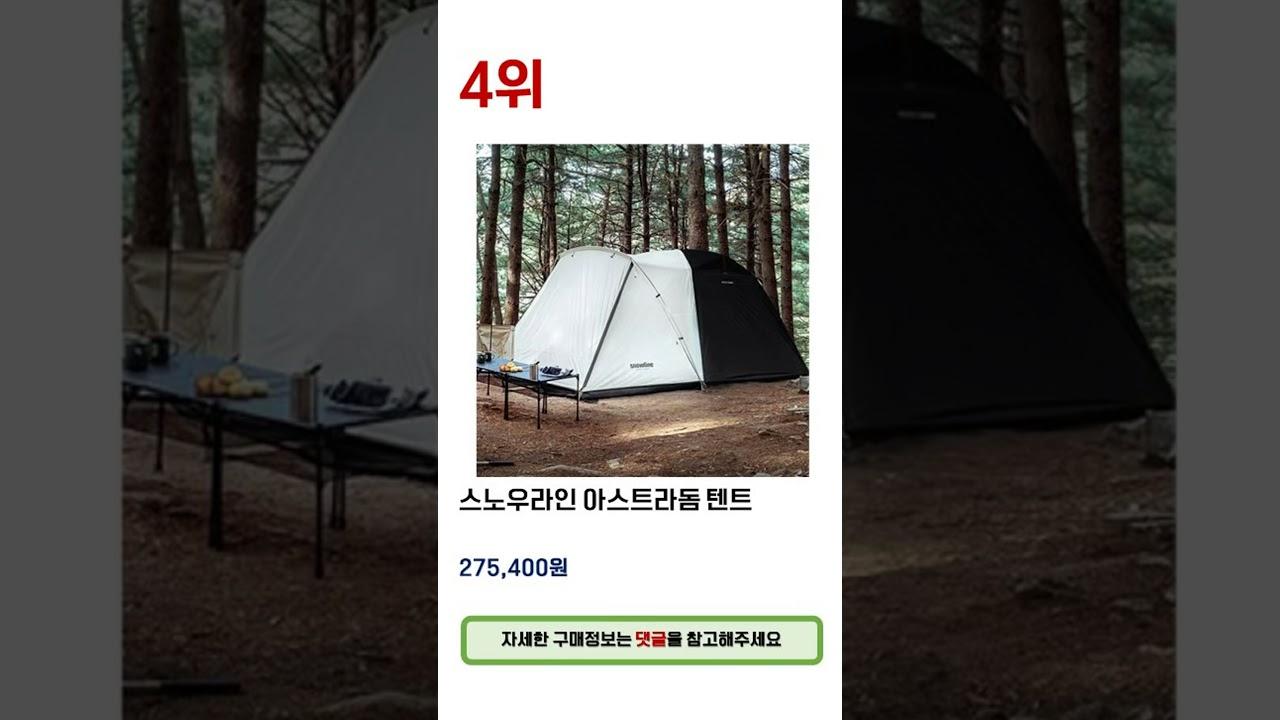 4위
snowline
스노우라인 아스트라돔 텐트
275,400원
자세한 구매정보는 댓글을 참고해주세요